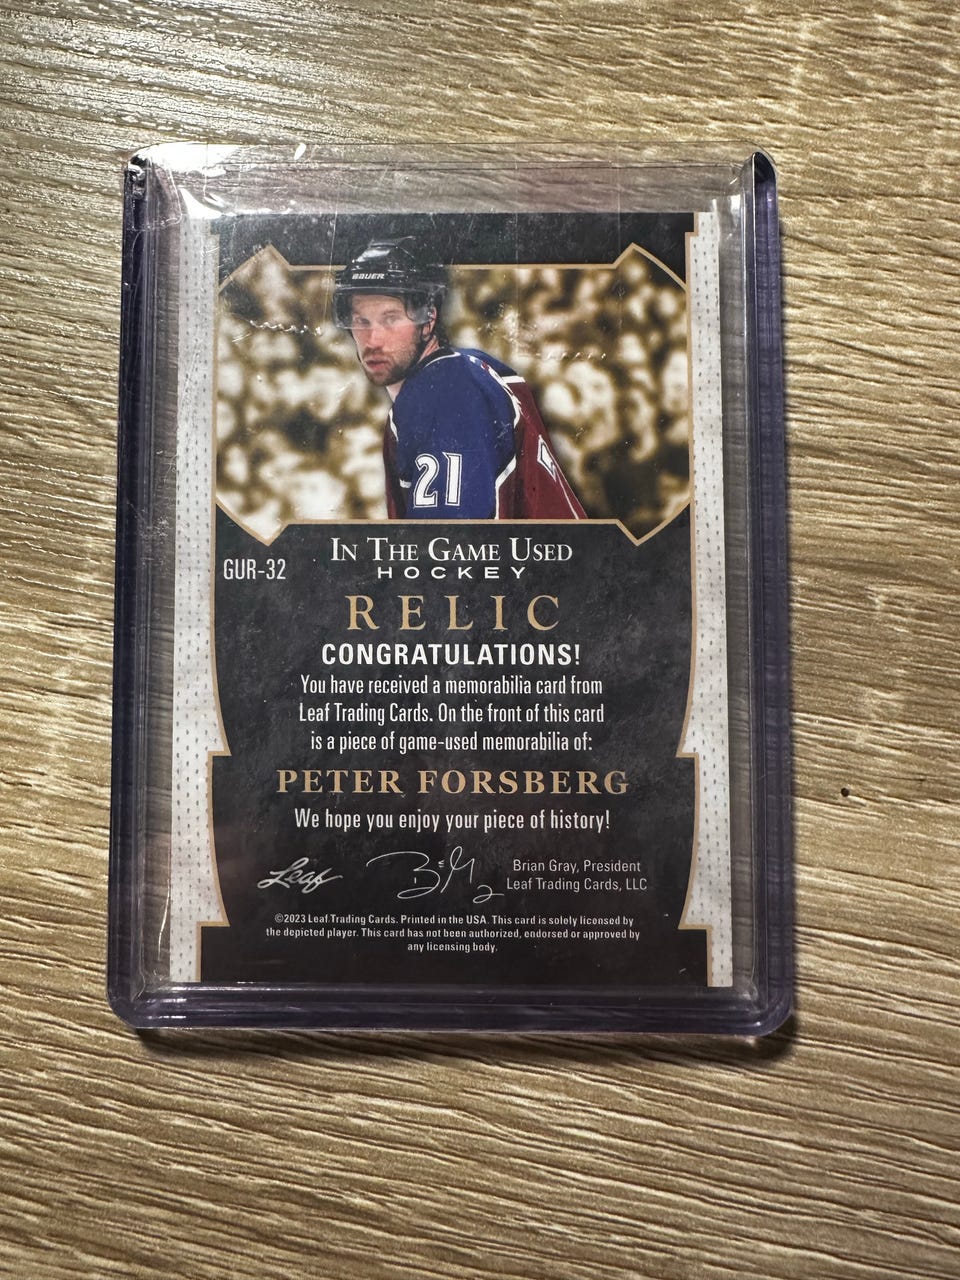 BAUER
21
IN THE GAME USED
HOCKEY
GUR-32
RELIC
CONGRATULATIONS!
You have received a memorabilia card from
Leaf Trading Cards. On the front of this card
is a piece of game-used memorabilia of:
PETER FORSBERG
We hope you enjoy your piece of history!
Leaf
Brian Gray, President
Leaf Trading Cards, LLC
©2023 Leaf Trading Cards. Printed in the USA. This card is solely licensed by
the depicted player. This card has not been authorized, endorsed or approved by
any licensing body.